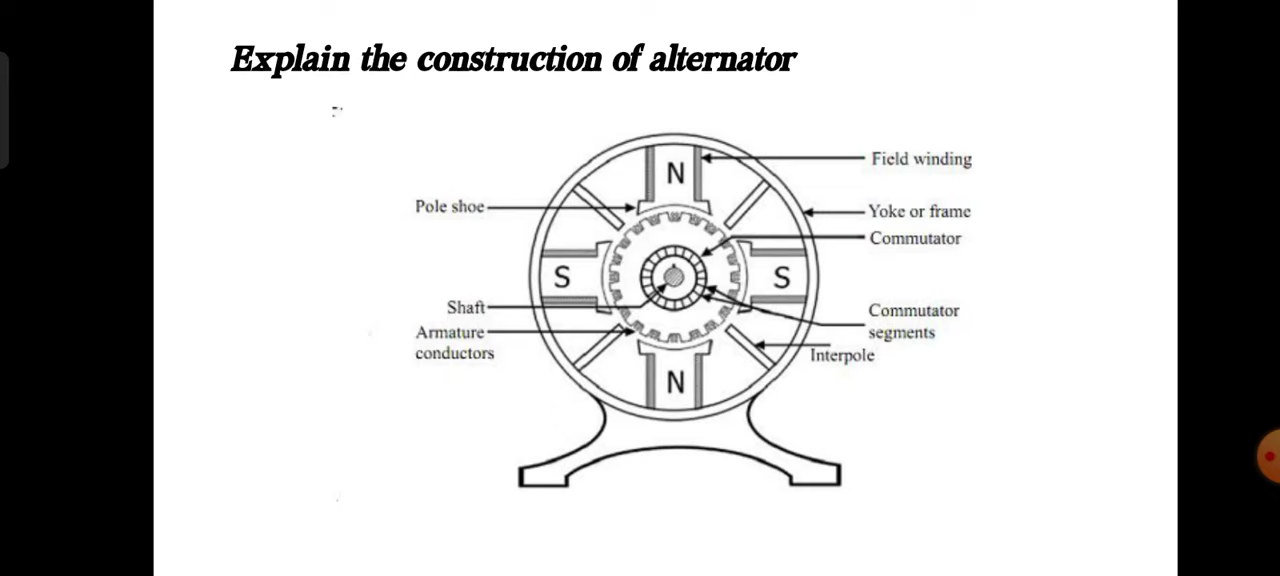 Explain the construction of alternator
Field winding
N
Pole shoe
Yoke or frame
Commutator
S
S
Shaft
Commutator
segments
Armature
conductors
Interpole
N